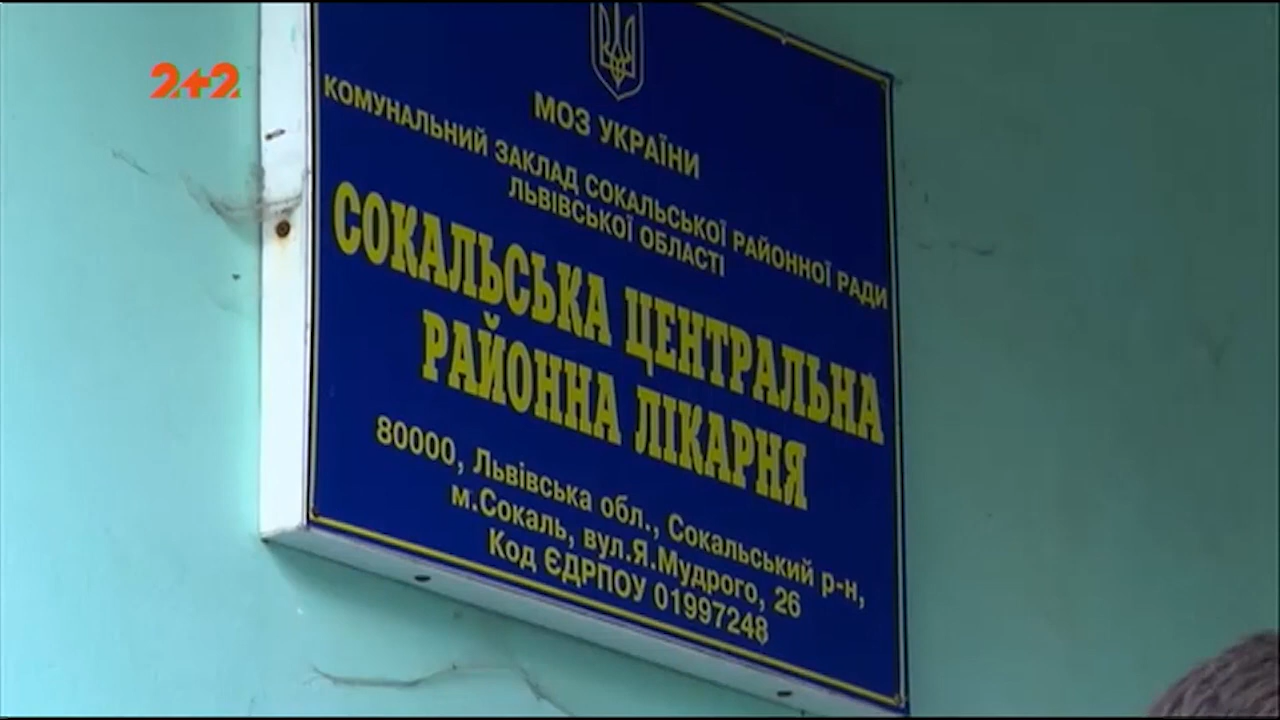 2+2
МОЗ УКРАЇНИ
КОМУНАЛЬНИЙ ЗАКЛАД СОКАЛЬСЬКОЇ РАЙОННОЇ РАДИ
ЛЬВІВСЬКОЇ ОБЛАСТІ
СОКАЛЬСЬКА ЦЕНТРАЛЬНА
РАЙОННА ЛІКАРНЯ
80000, Львівська обл., Сокальський р-н,
м.Сокаль, вул.Я.Мудрого, 26
Код ЄДРПОУ 01997248